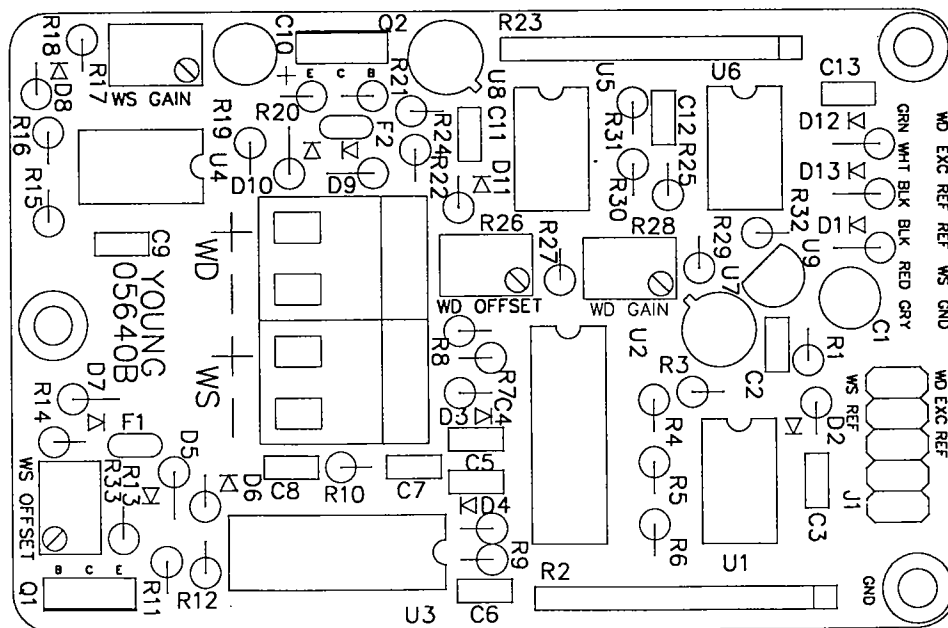 R18
R17
D8
WS GAIN
C10
+
Q2
E C B
R23
R16
R15
R19
R20
R21
F2
R24
R22
U4
D10
D9
U8
C11
D11
U5
R31
R30
C12
R25
U6
C13
D12
D13
D1
GRN
WHT
BLK
BLK
RED
GRY
WD EXC REF
REF WS GND
C9
YOUNG
05640B
+
WD
—
+
WS
—
R26
WD OFFSET
R27
R28
WD GAIN
R29
R32
U9
U7
C1
R8
R7
D3
C4
U2
R3
C2
R1
D7
R14
F1
D5
D6
R33
R13
WS OFFSET
C8
R10
C7
C5
D4
R4
R5
R6
D2
C3
U1
WS REF
WD EXC REF
J1
Q1
B C E
R11
R12
U3
R9
C6
R2
GND